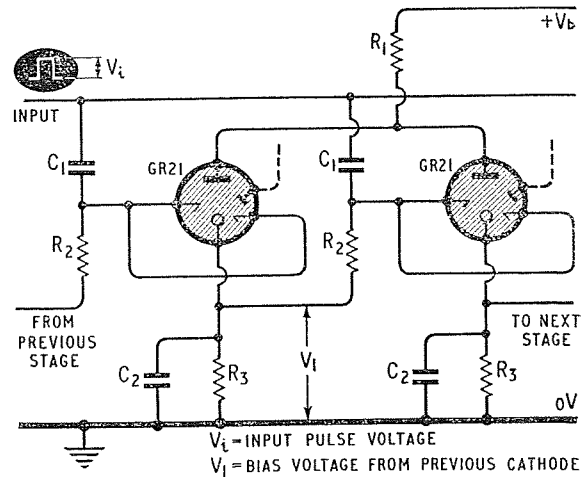 +Vb
R1
Vi
INPUT
C1
GR21
C1
GR21
R2
R2
FROM
PREVIOUS
STAGE
TO NEXT
STAGE
V1
C2
R3
C2
R3
0V
Vi = INPUT PULSE VOLTAGE
V1 = BIAS VOLTAGE FROM PREVIOUS CATHODE